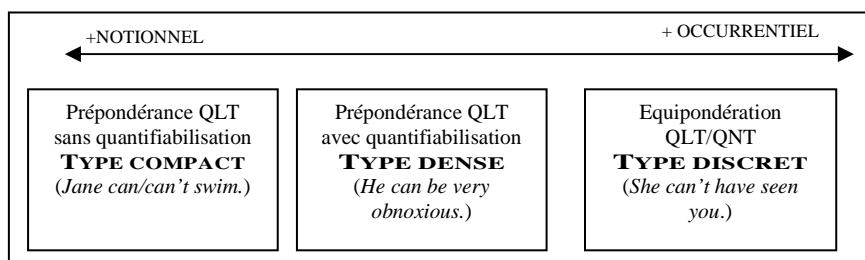 +NOTIONNEL
+ OCCURRENTIEL
Prépondérance QLT
sans quantifiabilisation
TYPE COMPACT
(Jane can/can't swim.)
Prépondérance QLT
avec quantifiabilisation
TYPE DENSE
(He can be very
obnoxious.)
Equipondération
QLT/QNT
TYPE DISCRET
(She can't have seen
you.)